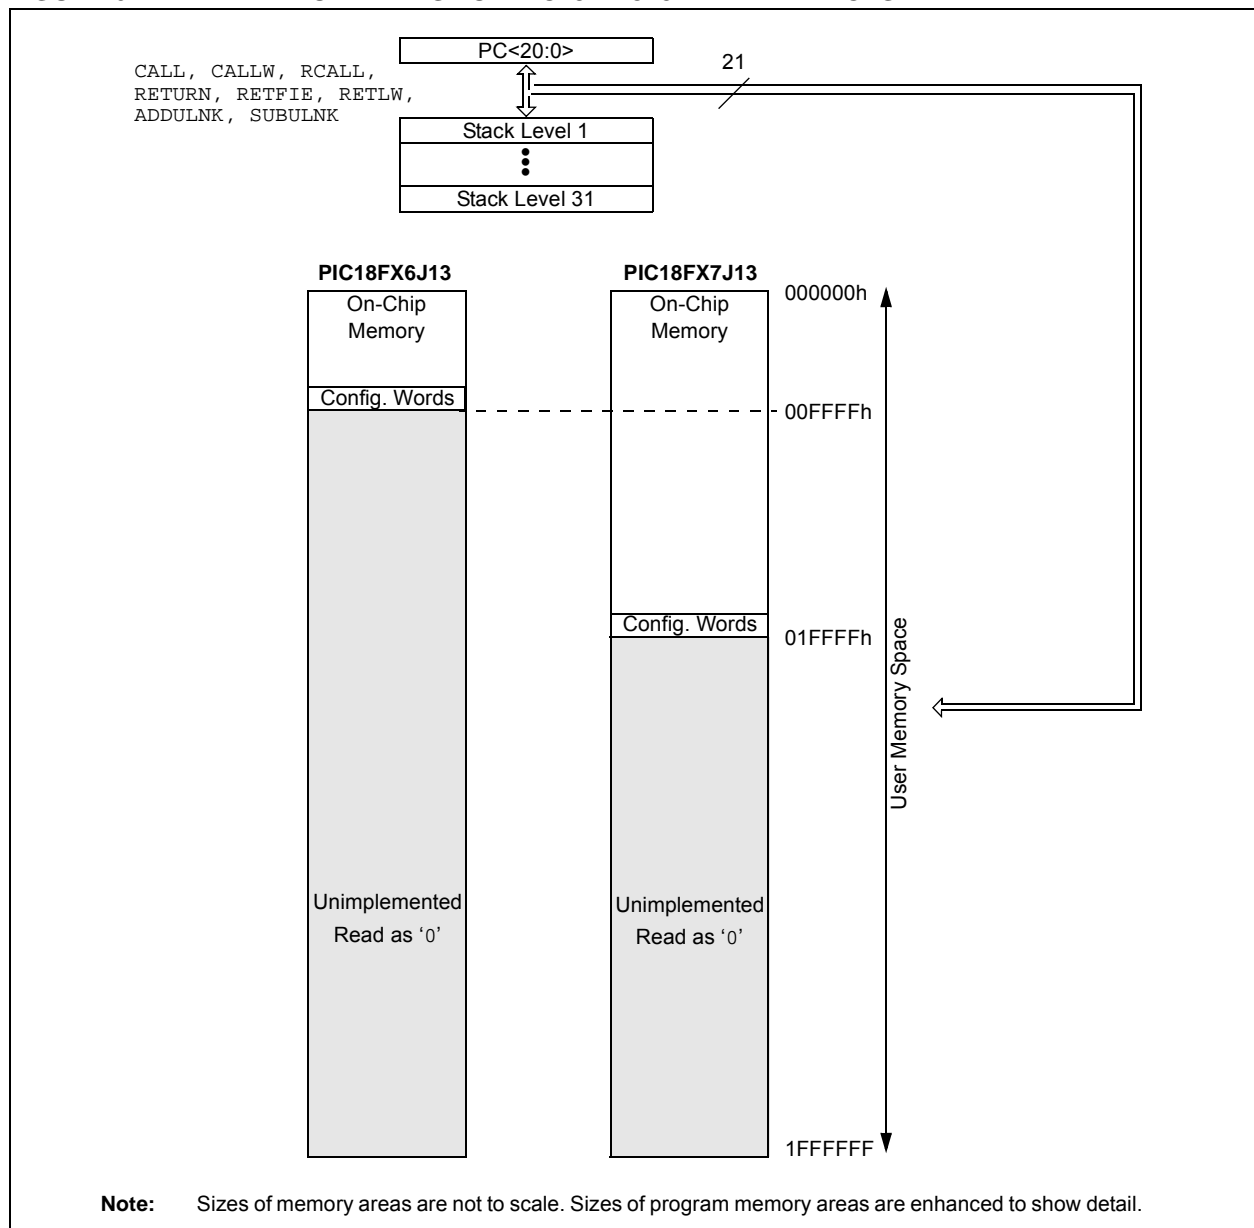 PC<20:0>
21
CALL, CALLW, RCALL,
RETURN, RETFIE, RETLW,
ADDULNK, SUBULNK
Stack Level 1
Stack Level 31
PIC18FX6J13
PIC18FX7J13
On-Chip
Memory
On-Chip
Memory
000000h
Config. Words
00FFFFh
Config. Words
01FFFFh
User Memory Space
Unimplemented
Read as ‘0’
Unimplemented
Read as ‘0’
1FFFFFF
Note: Sizes of memory areas are not to scale. Sizes of program memory areas are enhanced to show detail.